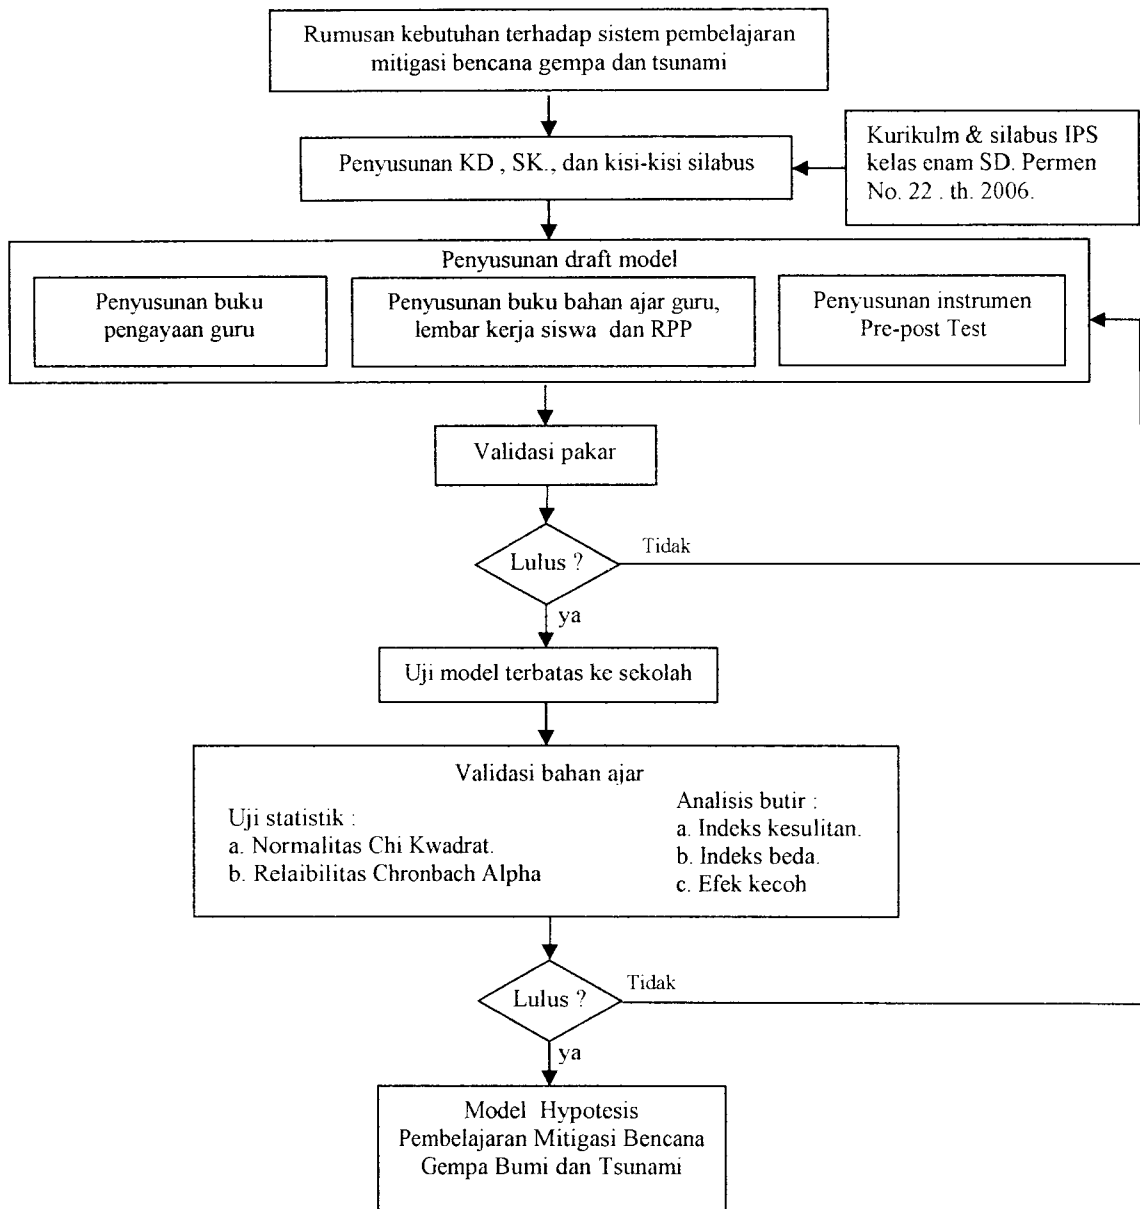 Rumusan kebutuhan terhadap sistem pembelajaran
mitigasi bencana gempa dan tsunami
Penyusunan KD , SK., dan kisi-kisi silabus
Kurikulm & silabus IPS
kelas enam SD. Permen
No. 22 . th. 2006.
Penyusunan draft model
Penyusunan buku
pengayaan guru
Penyusunan buku bahan ajar guru,
lembar kerja siswa dan RPP
Penyusunan instrumen
Pre-post Test
Validasi pakar
Lulus ?
Tidak
ya
Uji model terbatas ke sekolah
Validasi bahan ajar
Uji statistik :
a. Normalitas Chi Kwadrat.
b. Relaibilitas Chronbach Alpha
Analisis butir :
a. Indeks kesulitan.
b. Indeks beda.
c. Efek kecoh
Lulus ?
Tidak
ya
Model Hypotesis
Pembelajaran Mitigasi Bencana
Gempa Bumi dan Tsunami